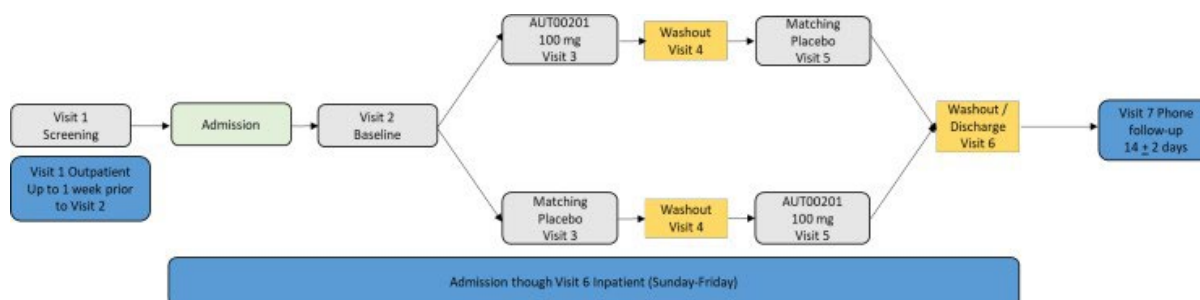 Visit 1
Screening
Visit 1 Outpatient
Up to 1 week prior
to Visit 2
Admission
Visit 2
Baseline
AUT00201
100 mg
Visit 3
Washout
Visit 4
Matching
Placebo
Visit 5
Matching
Placebo
Visit 3
Washout
Visit 4
AUT00201
100 mg
Visit 5
Washout /
Discharge
Visit 6
Visit 7 Phone
follow-up
14 ± 2 days
Admission though Visit 6 Inpatient (Sunday-Friday)